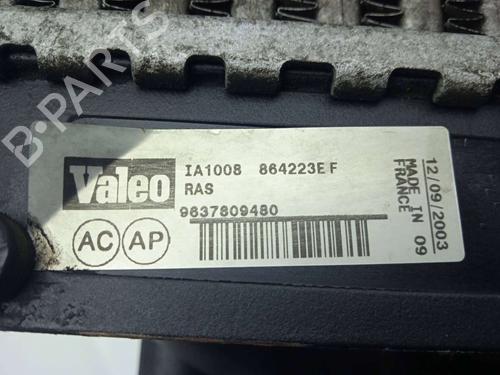 B-PARTS
Valeo
IA1008 864223E F
RAS
9637809480
AC AP
MADE IN 09
FRANCE
12/09/2003